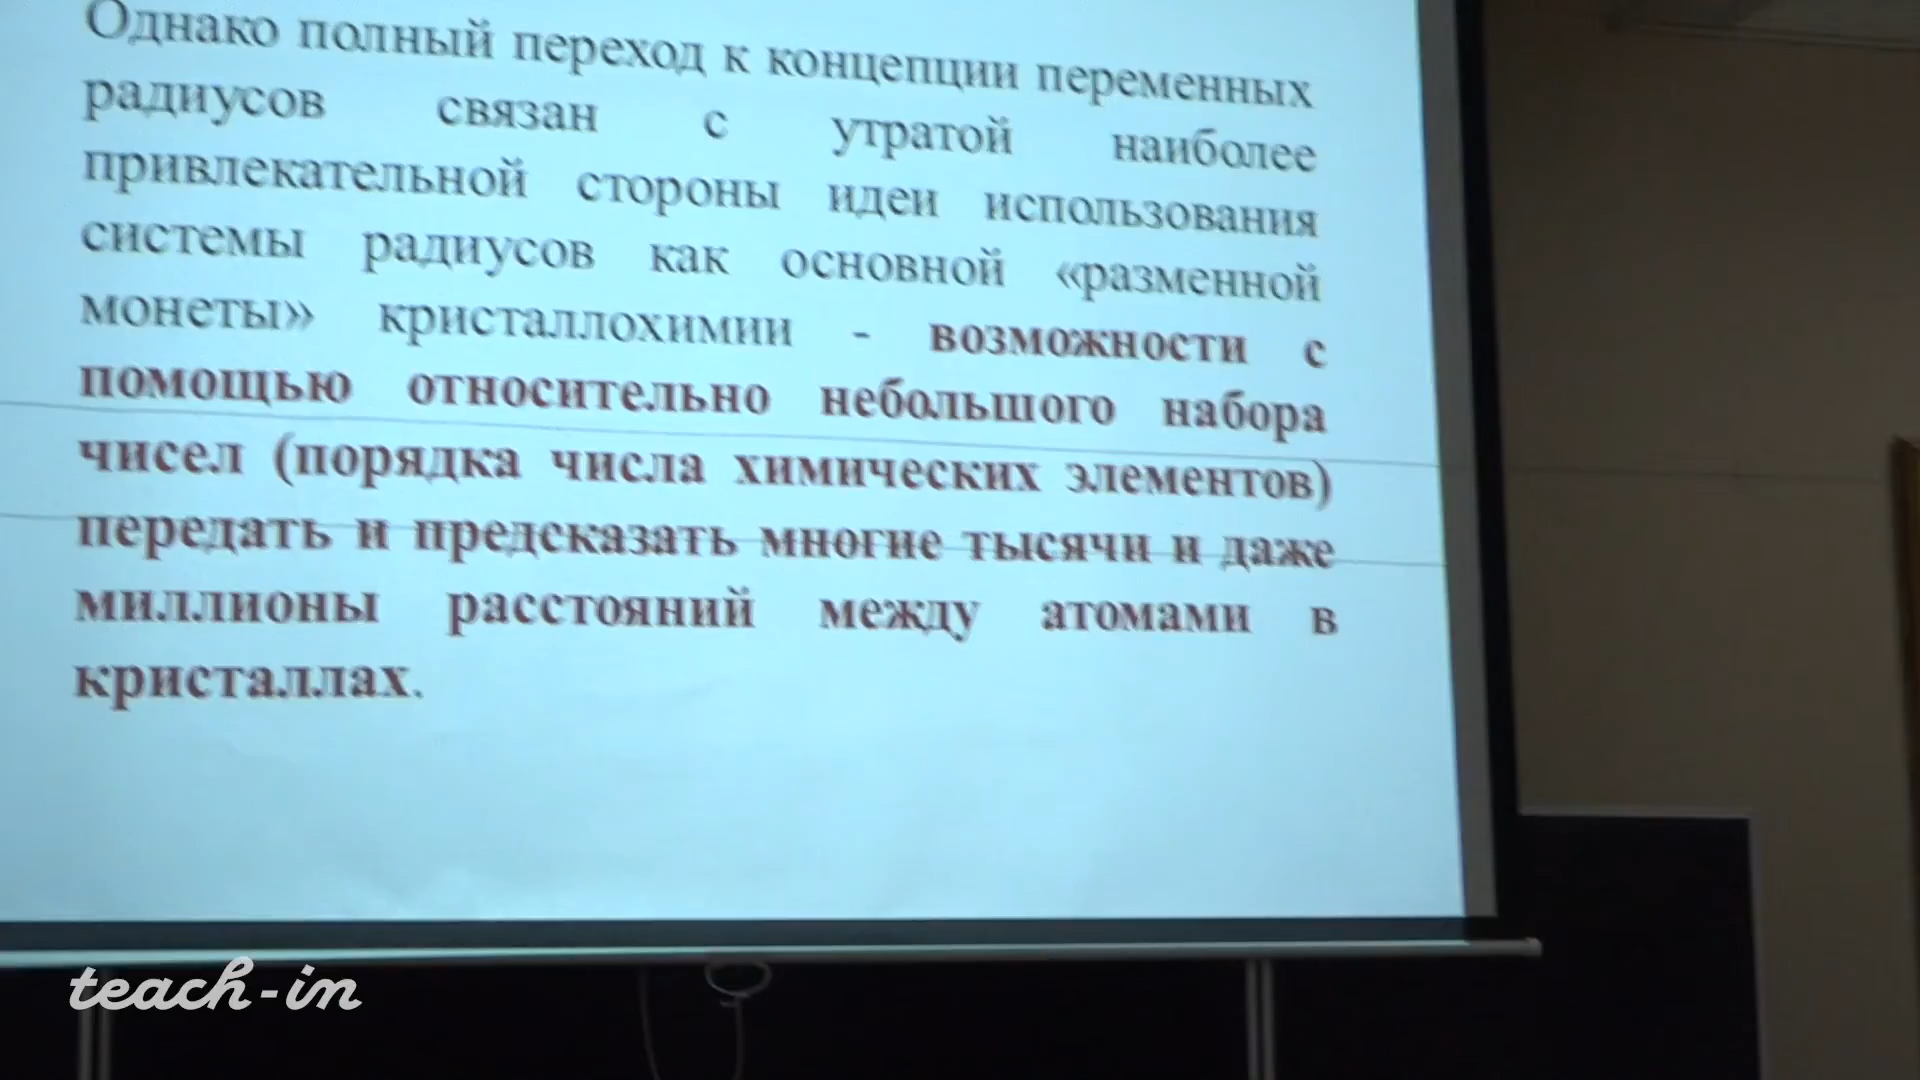 Однако полный переход к концепции переменных
радиусов связан с утратой наиболее
привлекательной стороны идеи использования
системы радиусов как основной «разменной
монеты» кристаллохимии - возможности с
помощью относительно небольшого набора
чисел (порядка числа химических элементов)
передать и предсказать многие тысячи и даже
миллионы расстояний между атомами в
кристаллах.
teach-in